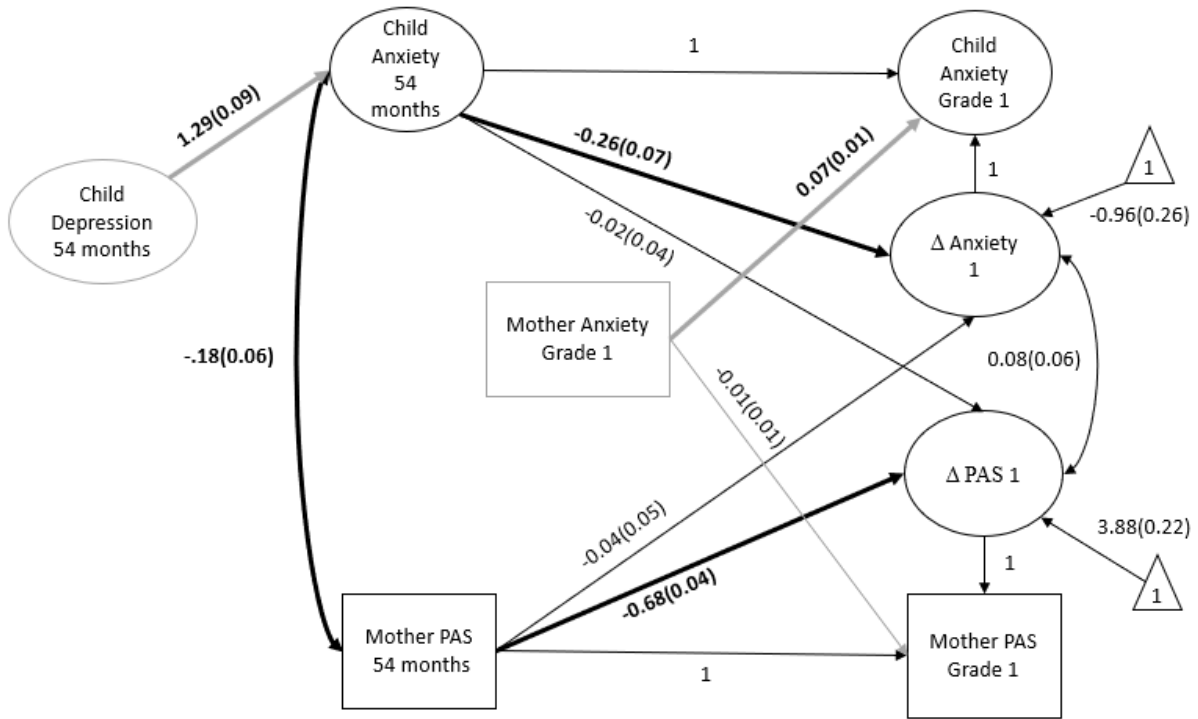 Child
Anxiety
54
months
1
Child
Anxiety
Grade 1
1.29(0.09)
-0.26(0.07)
0.07(0.01)
1
1
Child
Depression
54 months
-0.02(0.04)
-0.96(0.26)
Δ Anxiety
1
Mother Anxiety
Grade 1
-.18(0.06)
0.08(0.06)
-0.01(0.01)
Δ PAS 1
-0.04(0.05)
3.88(0.22)
-0.68(0.04)
1
1
Mother PAS
54 months
1
Mother PAS
Grade 1